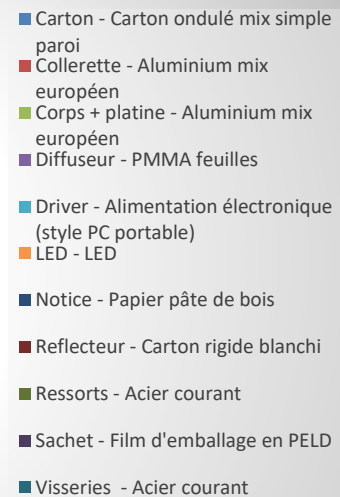 Carton - Carton ondulé mix simple
paroi
Collerette - Aluminium mix
européen
Corps + platine - Aluminium mix
européen
Diffuseur - PMMA feuilles
Driver - Alimentation électronique
(style PC portable)
LED - LED
Notice - Papier pâte de bois
Reflecteur - Carton rigide blanchi
Ressorts - Acier courant
Sachet - Film d'emballage en PELD
Visseries - Acier courant